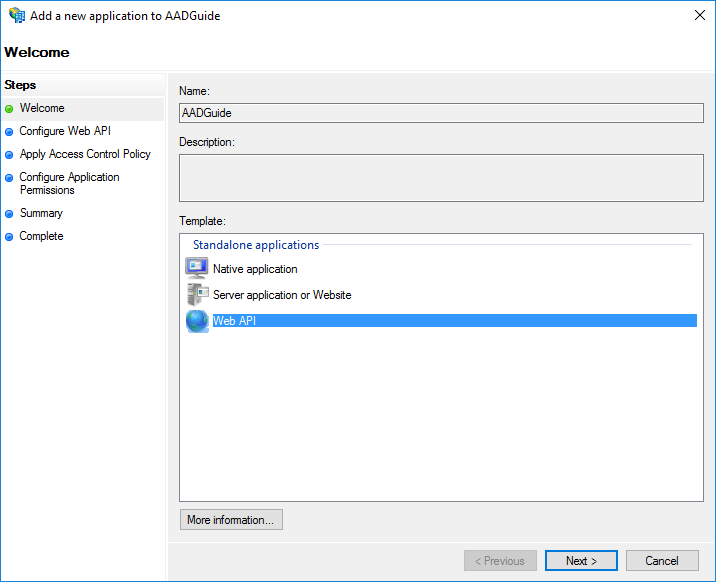 Add a new application to AADGuide
Welcome
Steps
Welcome
Configure Web API
Apply Access Control Policy
Configure Application
Permissions
Summary
Complete
Name:
AADGuide
Description:
Template:
Standalone applications
Native application
Server application or Website
Web API
More information...
< Previous
Next >
Cancel